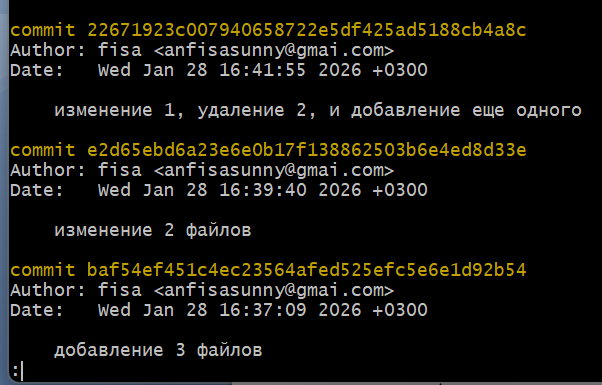 commit 22671923c007940658722e5df425ad5188cb4a8c
Author: fisa <anfisasunny@gmai.com>
Date:   Wed Jan 28 16:41:55 2026 +0300
изменение 1, удаление 2, и добавление еще одного
commit e2d65ebd6a23e6e0b17f138862503b6e4ed8d33e
Author: fisa <anfisasunny@gmai.com>
Date:   Wed Jan 28 16:39:40 2026 +0300
изменение 2 файлов
commit baf54ef451c4ec23564afed525efc5e6e1d92b54
Author: fisa <anfisasunny@gmai.com>
Date:   Wed Jan 28 16:37:09 2026 +0300
добавление 3 файлов
: